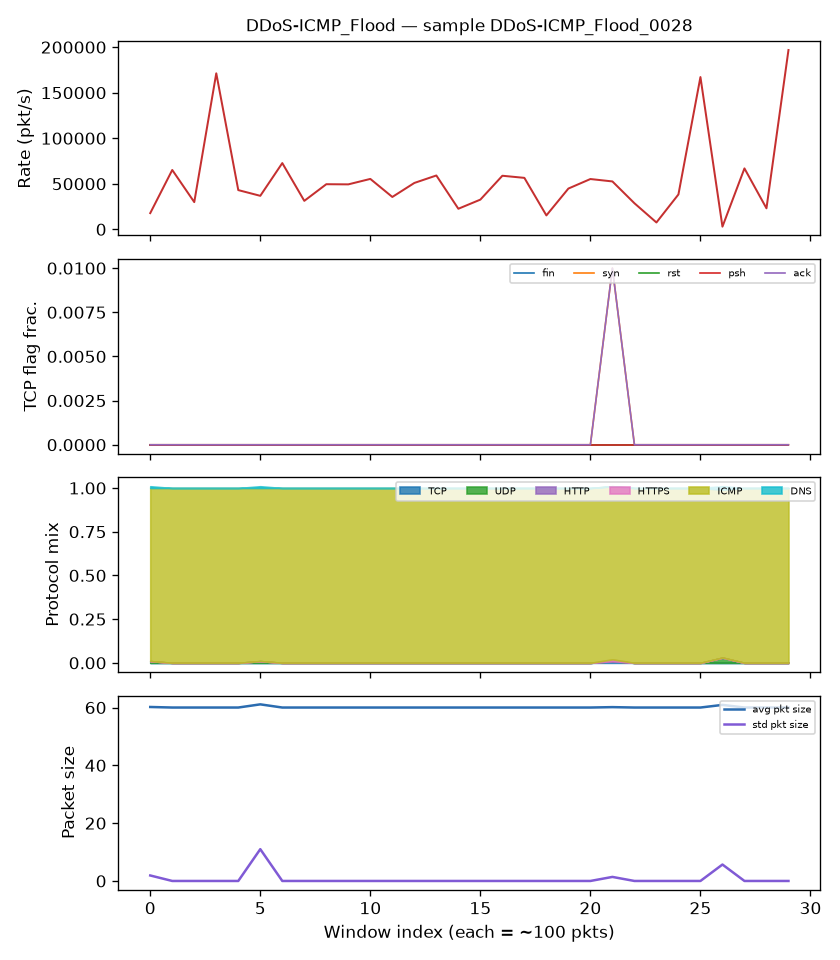 DDoS-ICMP_Flood — sample DDoS-ICMP_Flood_0028
200000
150000
100000
50000
0
Rate (pkt/s)
fin syn rst psh ack
0.0100
0.0075
0.0050
0.0025
0.0000
TCP flag frac.
TCP UDP HTTP HTTPS ICMP DNS
1.00
0.75
0.50
0.25
0.00
Protocol mix
avg pkt size
std pkt size
60
40
20
0
Packet size
0 5 10 15 20 25 30
Window index (each = ~100 pkts)